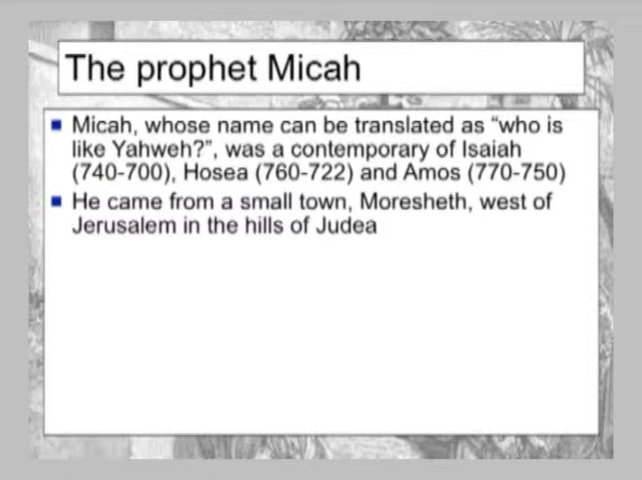 The prophet Micah
Micah, whose name can be translated as “who is
like Yahweh?”, was a contemporary of Isaiah
(740-700), Hosea (760-722) and Amos (770-750)
He came from a small town, Moresheth, west of
Jerusalem in the hills of Judea